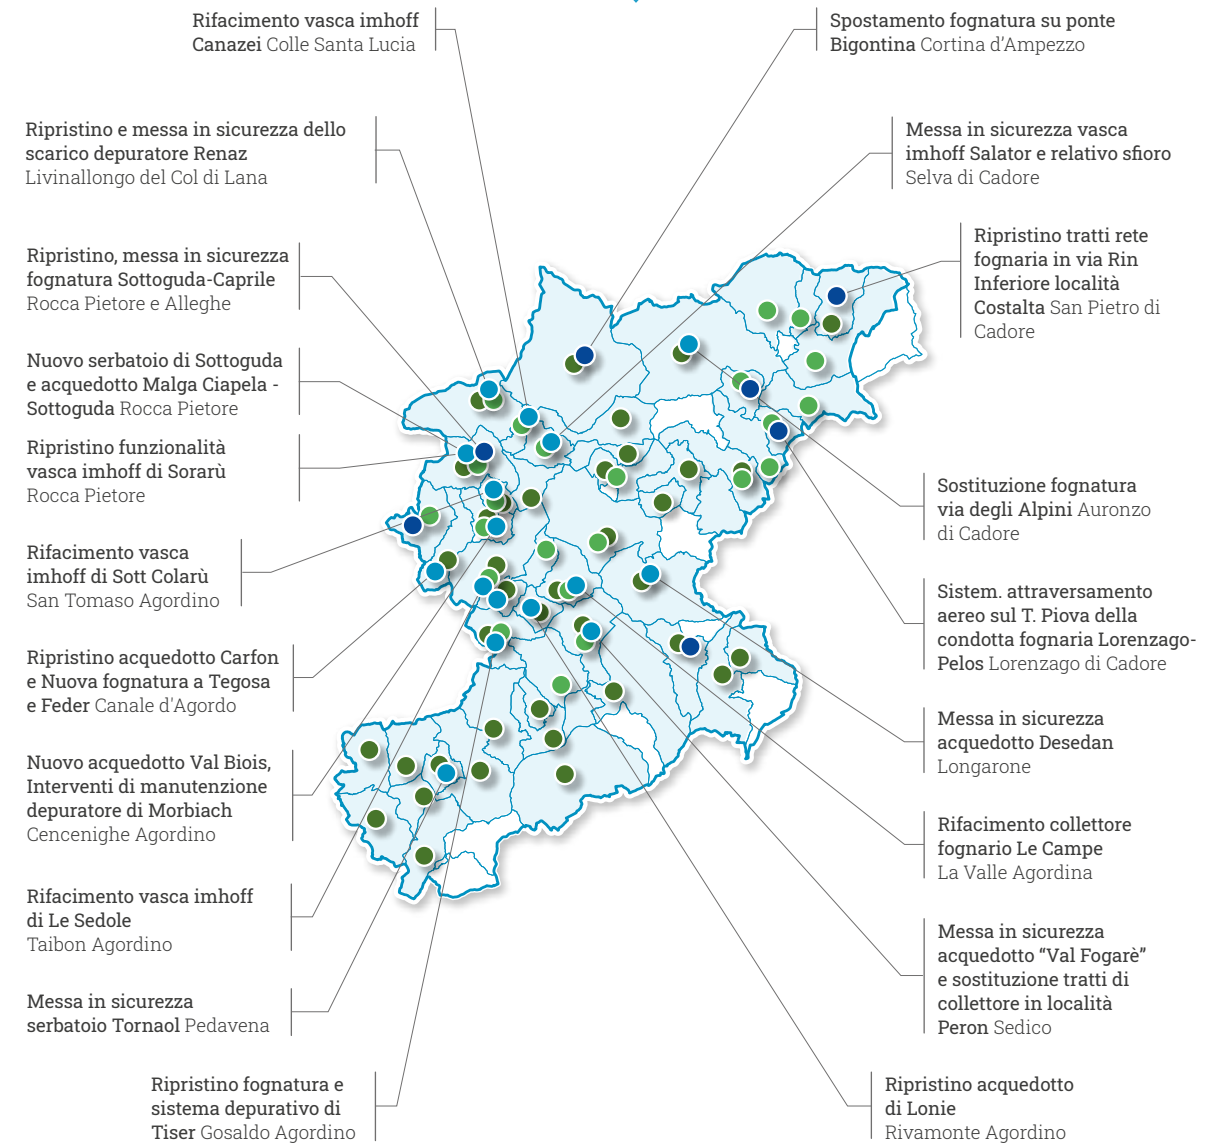 Rifacimento vasca imhoff
Canazei Colle Santa Lucia
Spostamento fognatura su ponte
Bigontina Cortina d'Ampezzo
Ripristino e messa in sicurezza dello
scarico depuratore Renaz
Livinallongo del Col di Lana
Messa in sicurezza vasca
imhoff Salator e relativo sfioro
Selva di Cadore
Ripristino, messa in sicurezza
fognatura Sottoguda-Caprile
Rocca Pietore e Alleghe
Ripristino tratti rete
fognaria in via Rin
Inferiore località
Costalta San Pietro di
Cadore
Nuovo serbatoio di Sottoguda
e acquedotto Malga Ciapela -
Sottoguda Rocca Pietore
Ripristino funzionalità
vasca imhoff di Sorarù
Rocca Pietore
Sostituzione fognatura
via degli Alpini Auronzo
di Cadore
Rifacimento vasca
imhoff di Sott Colarù
San Tomaso Agordino
Sistem. attraversamento
aereo sul T. Piova della
condotta fognaria Lorenzago-
Pelos Lorenzago di Cadore
Ripristino acquedotto Carfon
e Nuova fognatura a Tegosa
e Feder Canale d'Agordo
Messa in sicurezza
acquedotto Desedan
Longarone
Nuovo acquedotto Val Biois,
Interventi di manutenzione
depuratore di Morbiach
Cencenighe Agordino
Rifacimento collettore
fognario Le Campe
La Valle Agordina
Rifacimento vasca imhoff
di Le Sedole
Taibon Agordino
Messa in sicurezza
acquedotto "Val Fogarè"
e sostituzione tratti di
collettore in località
Peron Sedico
Messa in sicurezza
serbatoio Tornaol Pedavena
Ripristino fognatura e
sistema depurativo di
Tiser Gosaldo Agordino
Ripristino acquedotto
di Lonie
Rivamonte Agordino